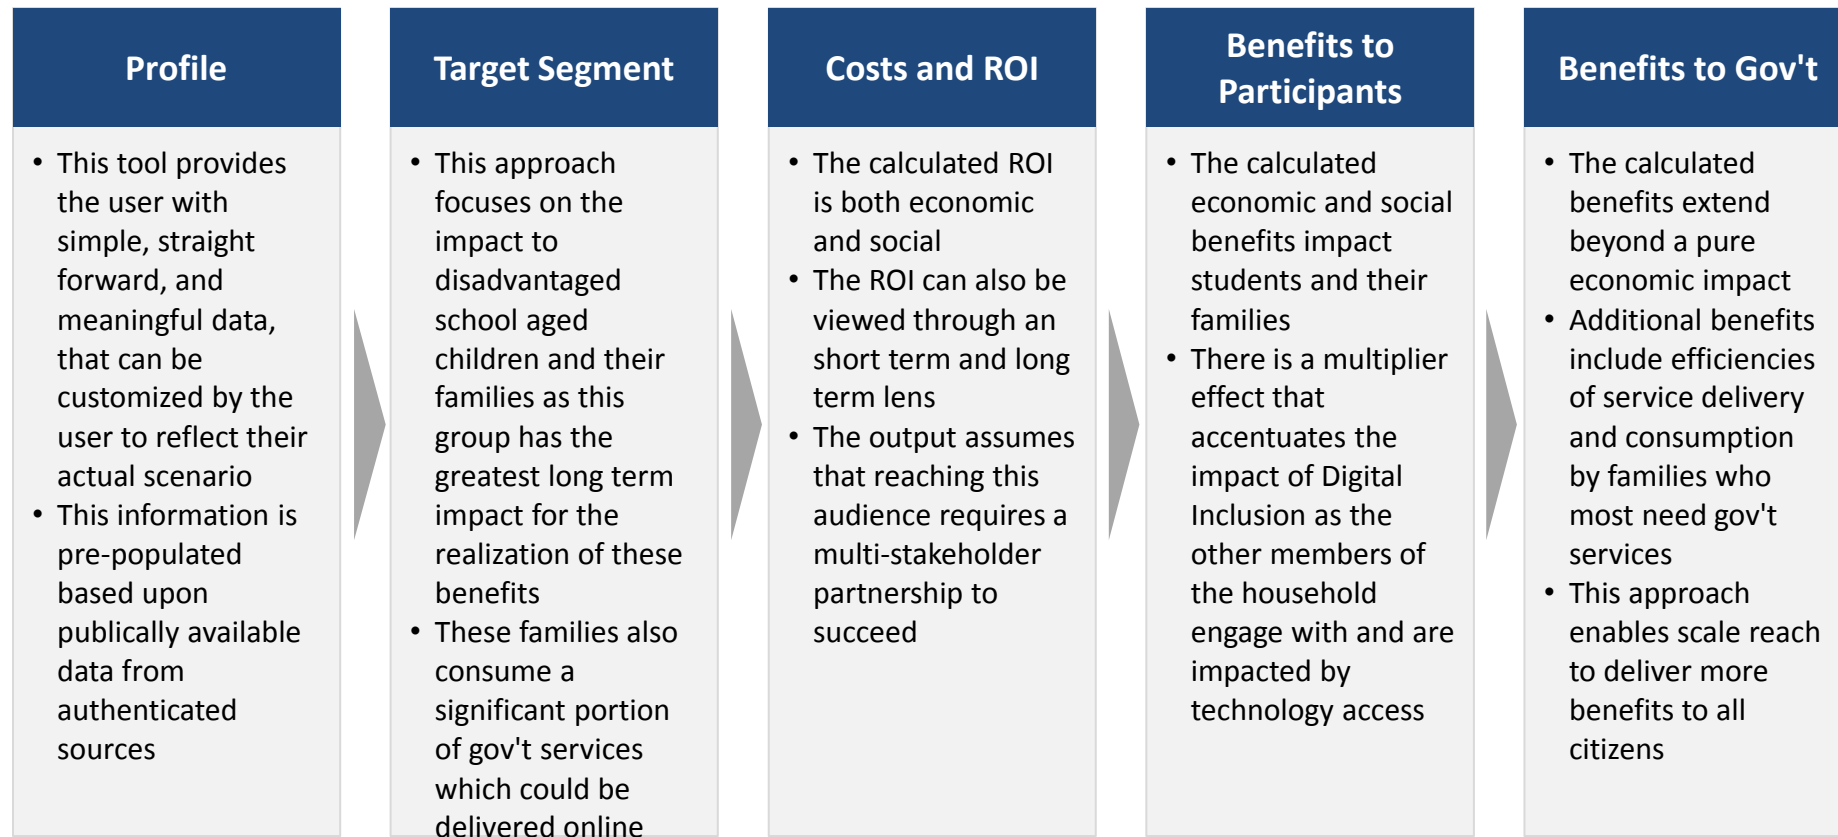 Profile
• This tool provides
the user with
simple, straight
forward, and
meaningful data,
that can be
customized by the
user to reflect their
actual scenario
• This information is
pre-populated
based upon
publically available
data from
authenticated
sources
Target Segment
• This approach
focuses on the
impact to
disadvantaged
school aged
children and their
families as this
group has the
greatest long term
impact for the
realization of these
benefits
• These families also
consume a
significant portion
of gov't services
which could be
delivered online
Costs and ROI
• The calculated ROI
is both economic
and social
• The ROI can also be
viewed through an
short term and long
term lens
• The output assumes
that reaching this
audience requires a
multi-stakeholder
partnership to
succeed
Benefits to
Participants
• The calculated
economic and social
benefits impact
students and their
families
• There is a multiplier
effect that
accentuates the
impact of Digital
Inclusion as the
other members of
the household
engage with and are
impacted by
technology access
Benefits to Gov't
• The calculated
benefits extend
beyond a pure
economic impact
• Additional benefits
include efficiencies
of service delivery
and consumption
by families who
most need gov't
services
• This approach
enables scale reach
to deliver more
benefits to all
citizens